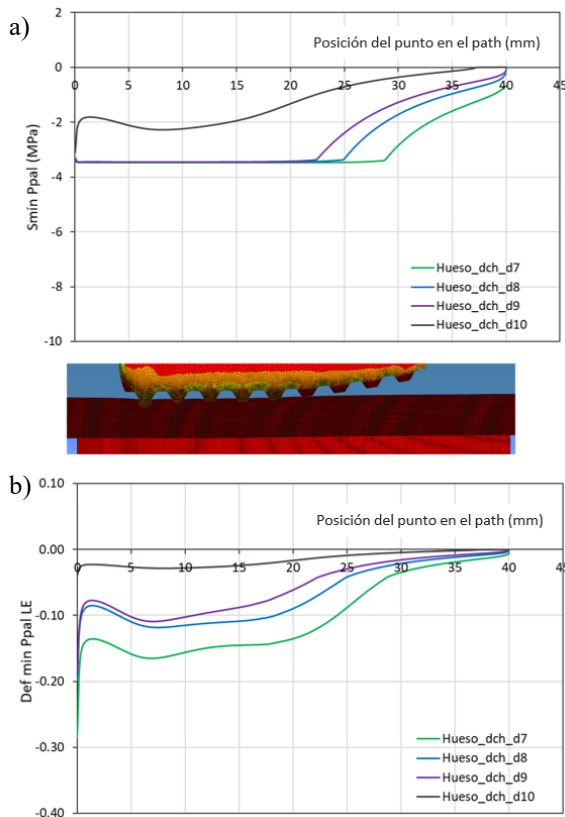 a)
Posición del punto en el path (mm)
2
0
-2
-4
-6
-8
-10
0 5 10 15 20 25 30 35 40 45
Smin Ppal (MPa)
Hueso_dch_d7
Hueso_dch_d8
Hueso_dch_d9
Hueso_dch_d10
b)
Posición del punto en el path (mm)
0.10
0.00
-0.10
-0.20
-0.30
-0.40
0 5 10 15 20 25 30 35 40 45
Def min Ppal LE
Hueso_dch_d7
Hueso_dch_d8
Hueso_dch_d9
Hueso_dch_d10